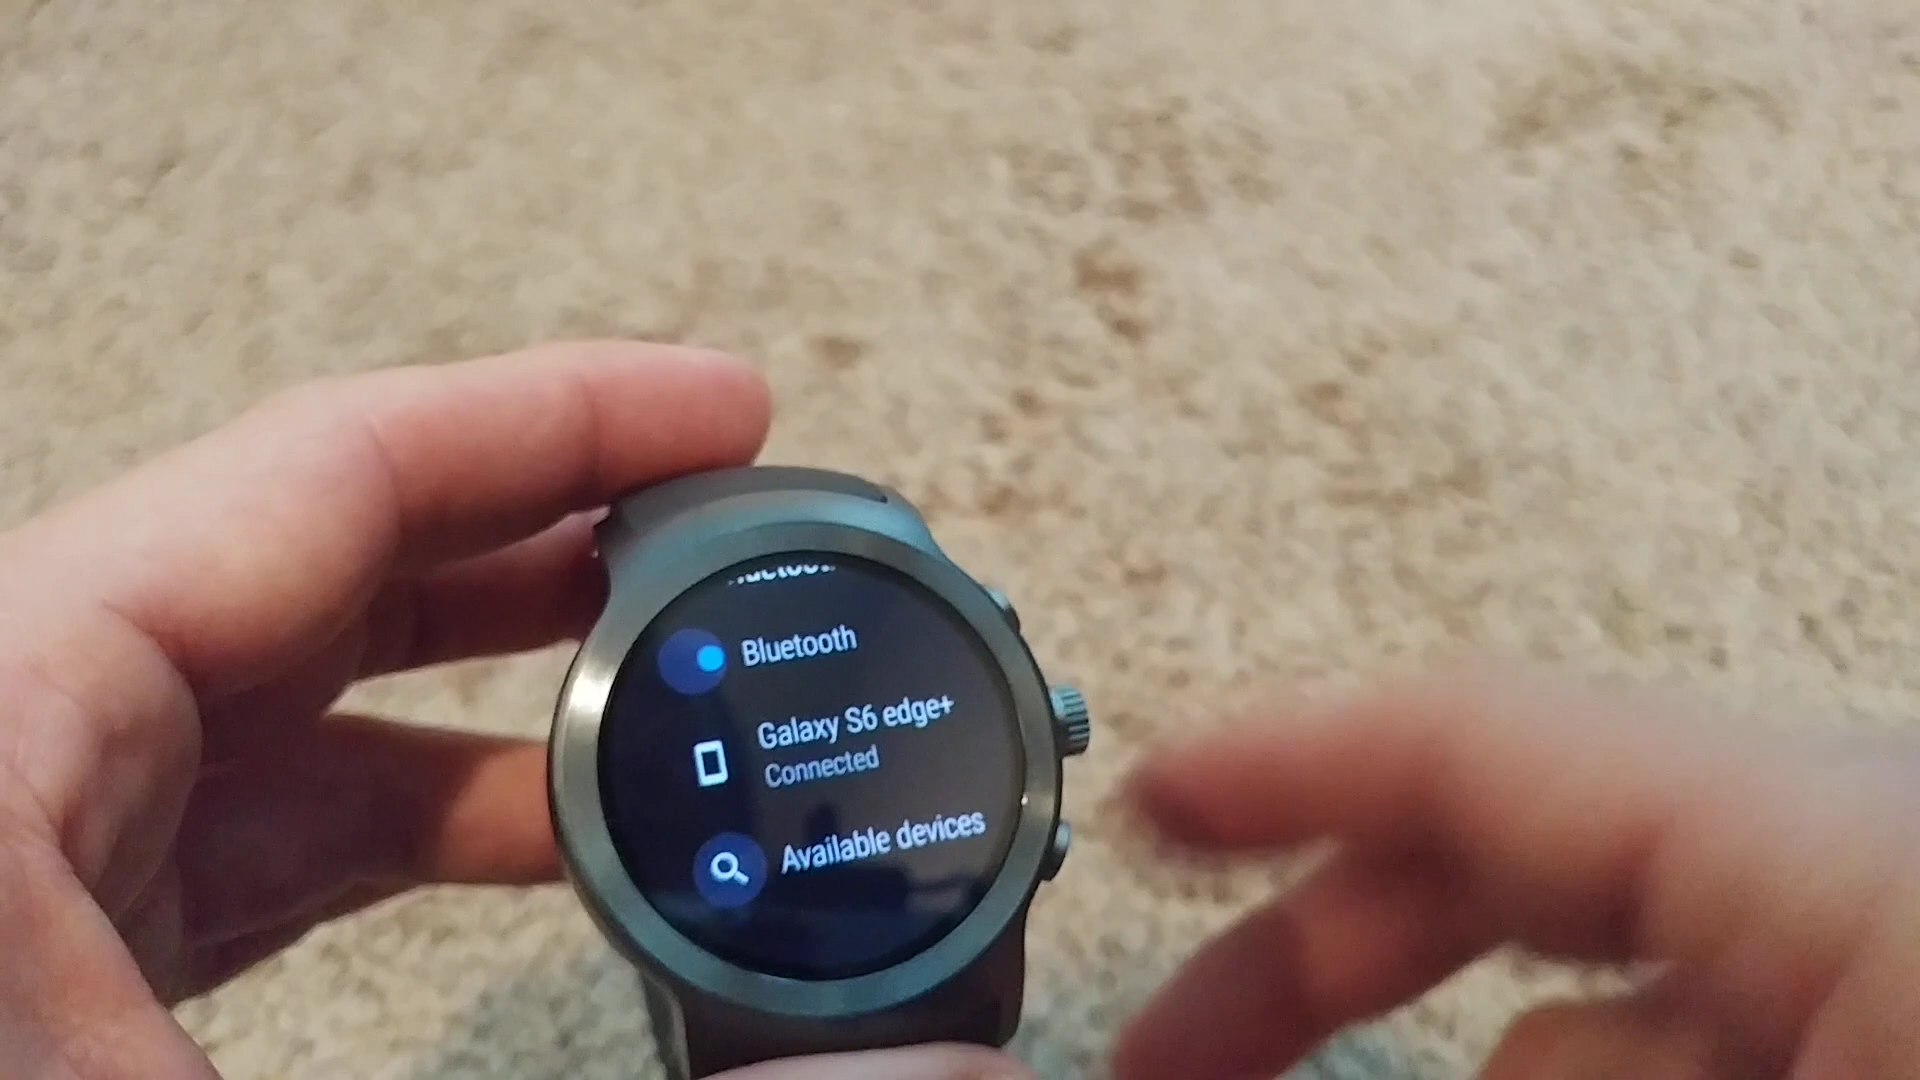 Bluetooth
Galaxy S6 edge+
Connected
Available devices